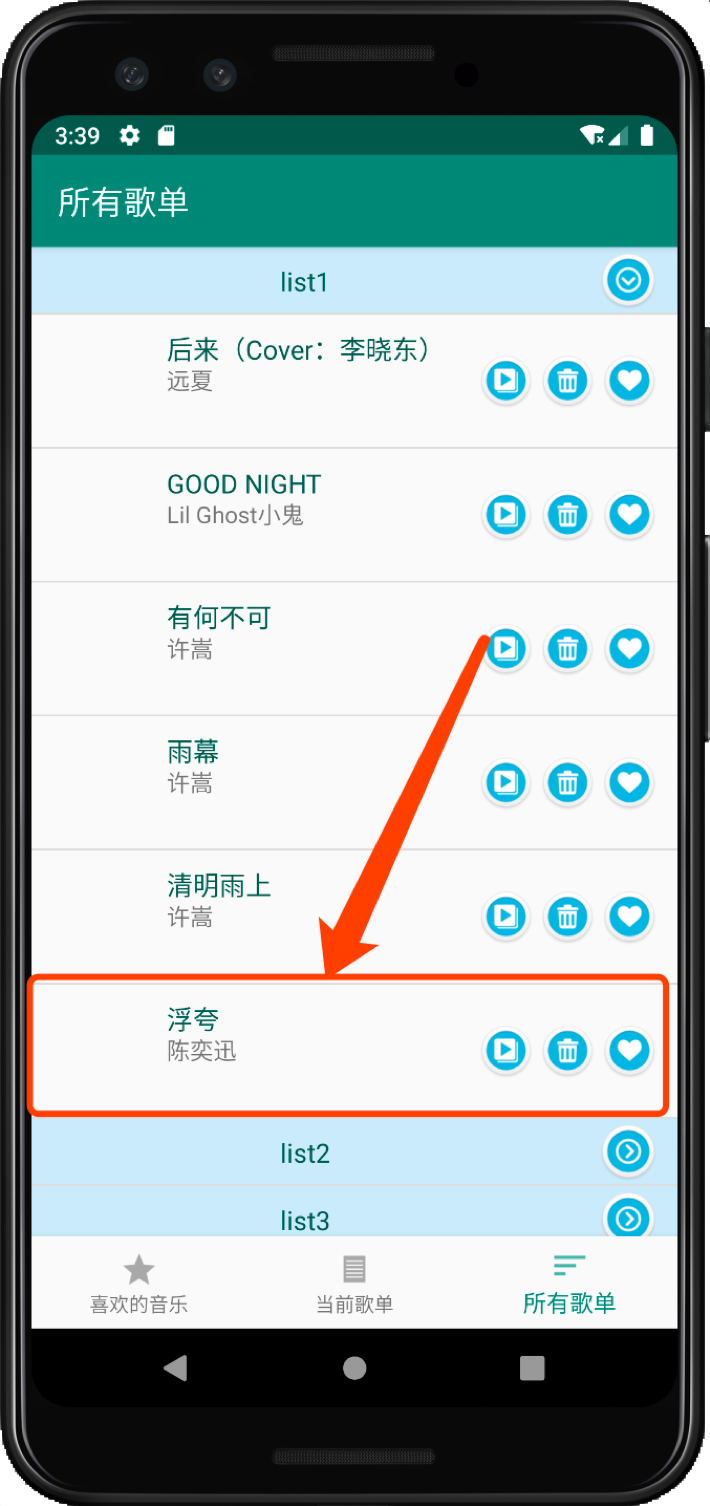 3:39
所有歌单
list1
后来（Cover：李晓东）
远夏
GOOD NIGHT
Lil Ghost小鬼
有何不可
许嵩
雨幕
许嵩
清明雨上
许嵩
浮夸
陈奕迅
list2
list3
喜欢的音乐
当前歌单
所有歌单